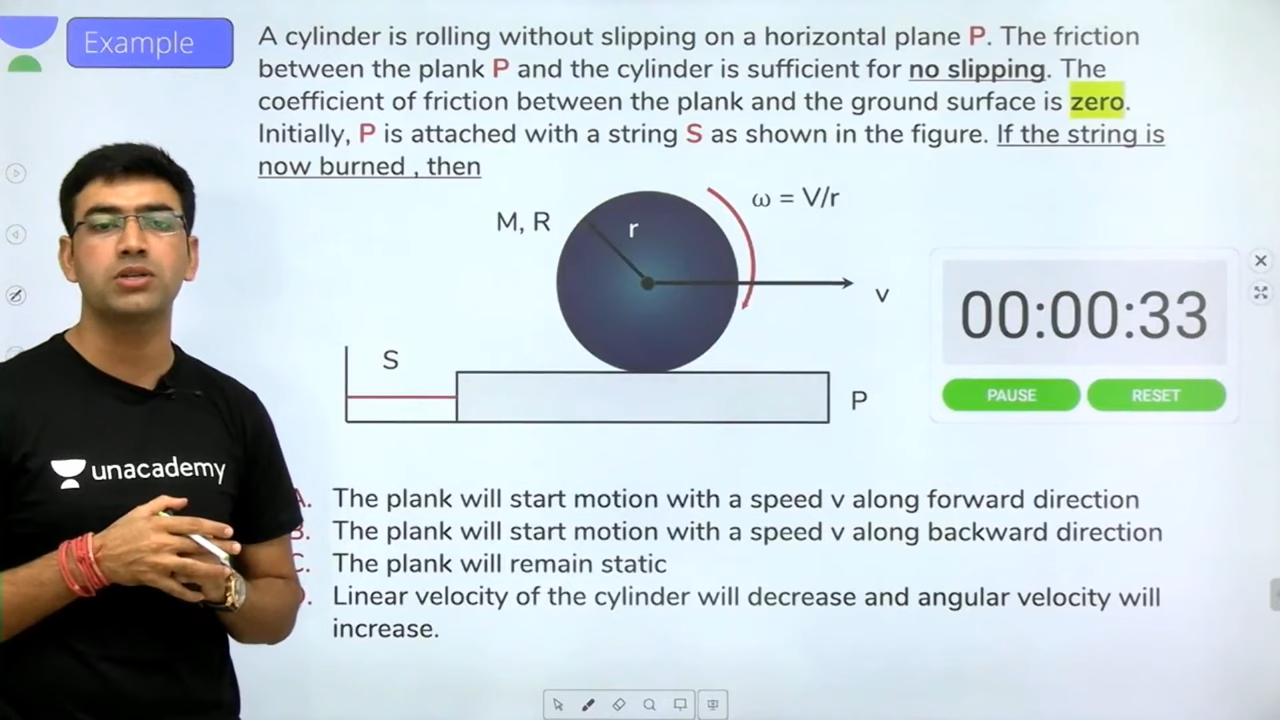 Example
A cylinder is rolling without slipping on a horizontal plane P. The friction
between the plank P and the cylinder is sufficient for no slipping. The
coefficient of friction between the plank and the ground surface is zero.
Initially, P is attached with a string S as shown in the figure. If the string is
now burned , then
ω = V/r
M, R
r
v
S
P
00:00:33
PAUSE
RESET
unacademy
A. The plank will start motion with a speed v along forward direction
B. The plank will start motion with a speed v along backward direction
C. The plank will remain static
D. Linear velocity of the cylinder will decrease and angular velocity will
increase.